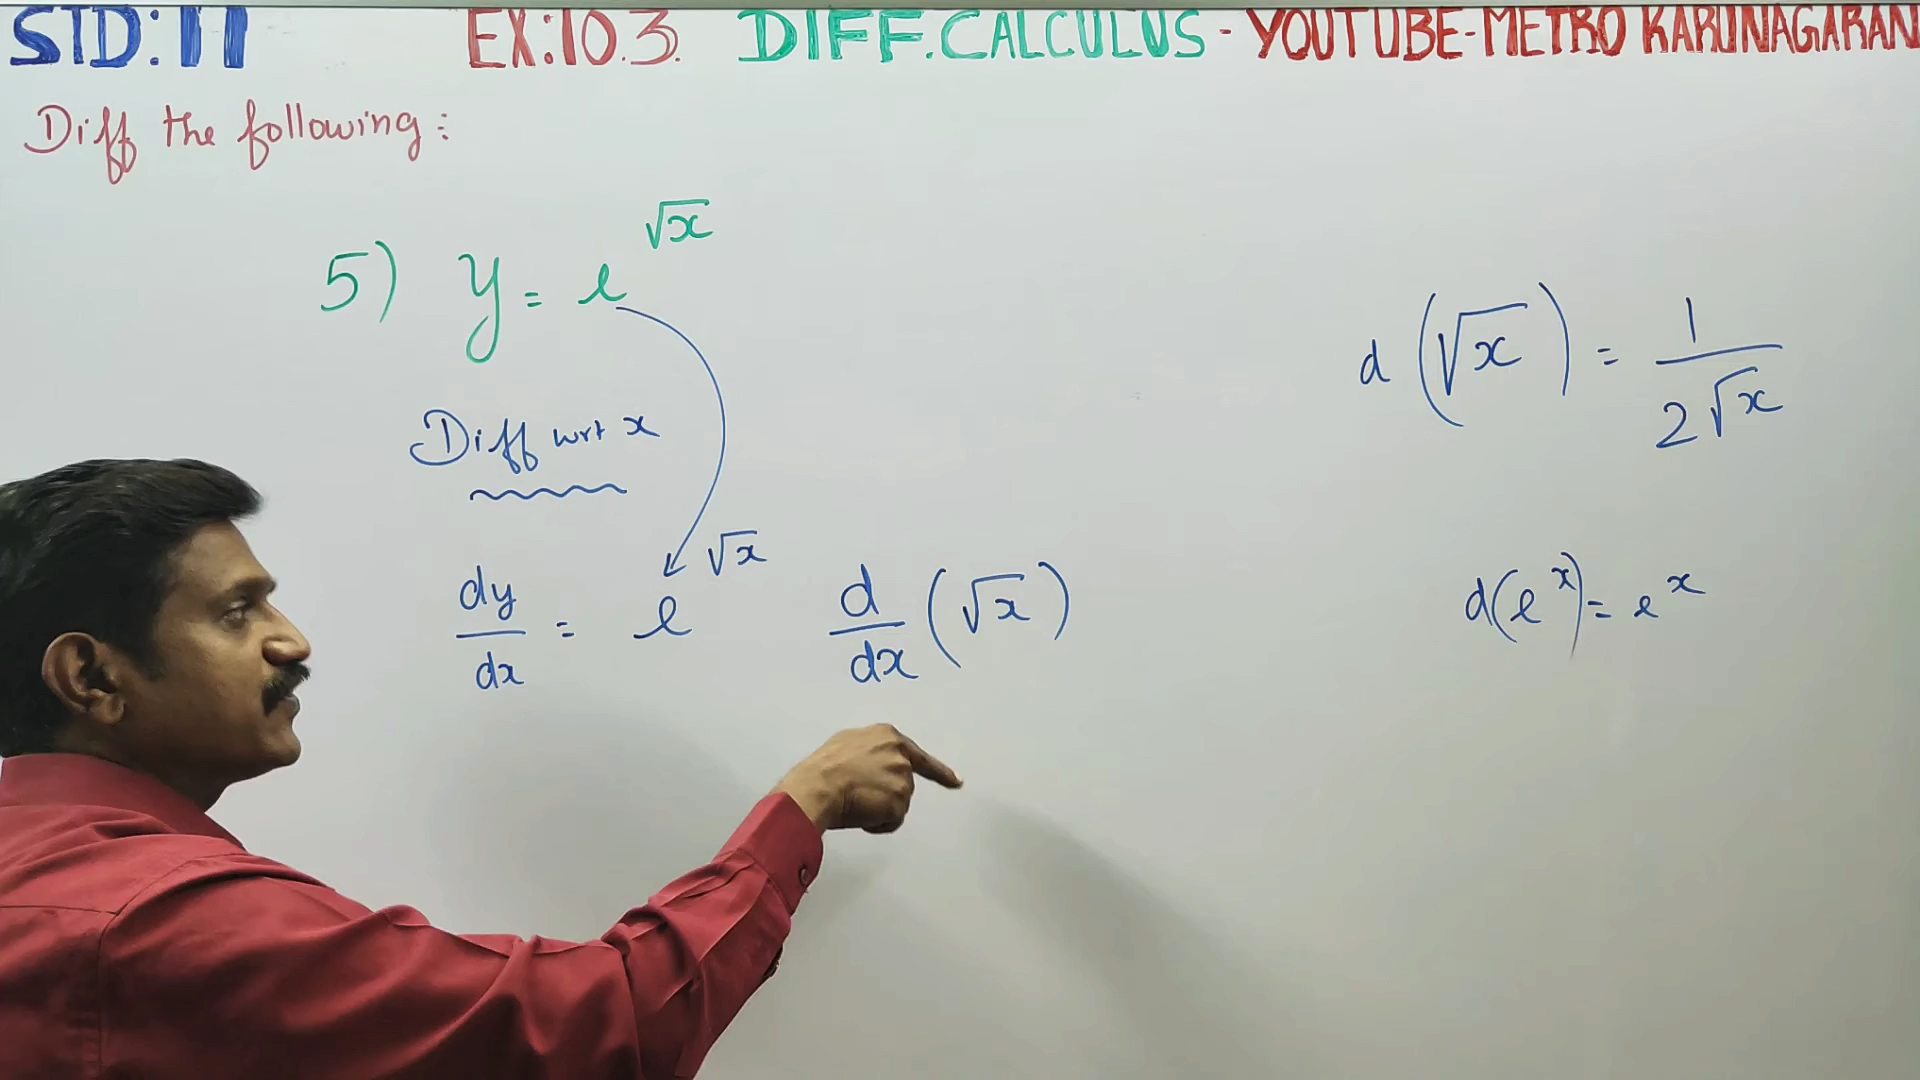 STD:11 EX:10.3. DIFF.CALCULUS - YOUTUBE-METRO KARUNAGARAN
Diff the following:
5) y = e^√x
Diff wrt x
dy/dx = e^√x d/dx (√x)
d(√x) = 1/2√x
d(e^x) = e^x